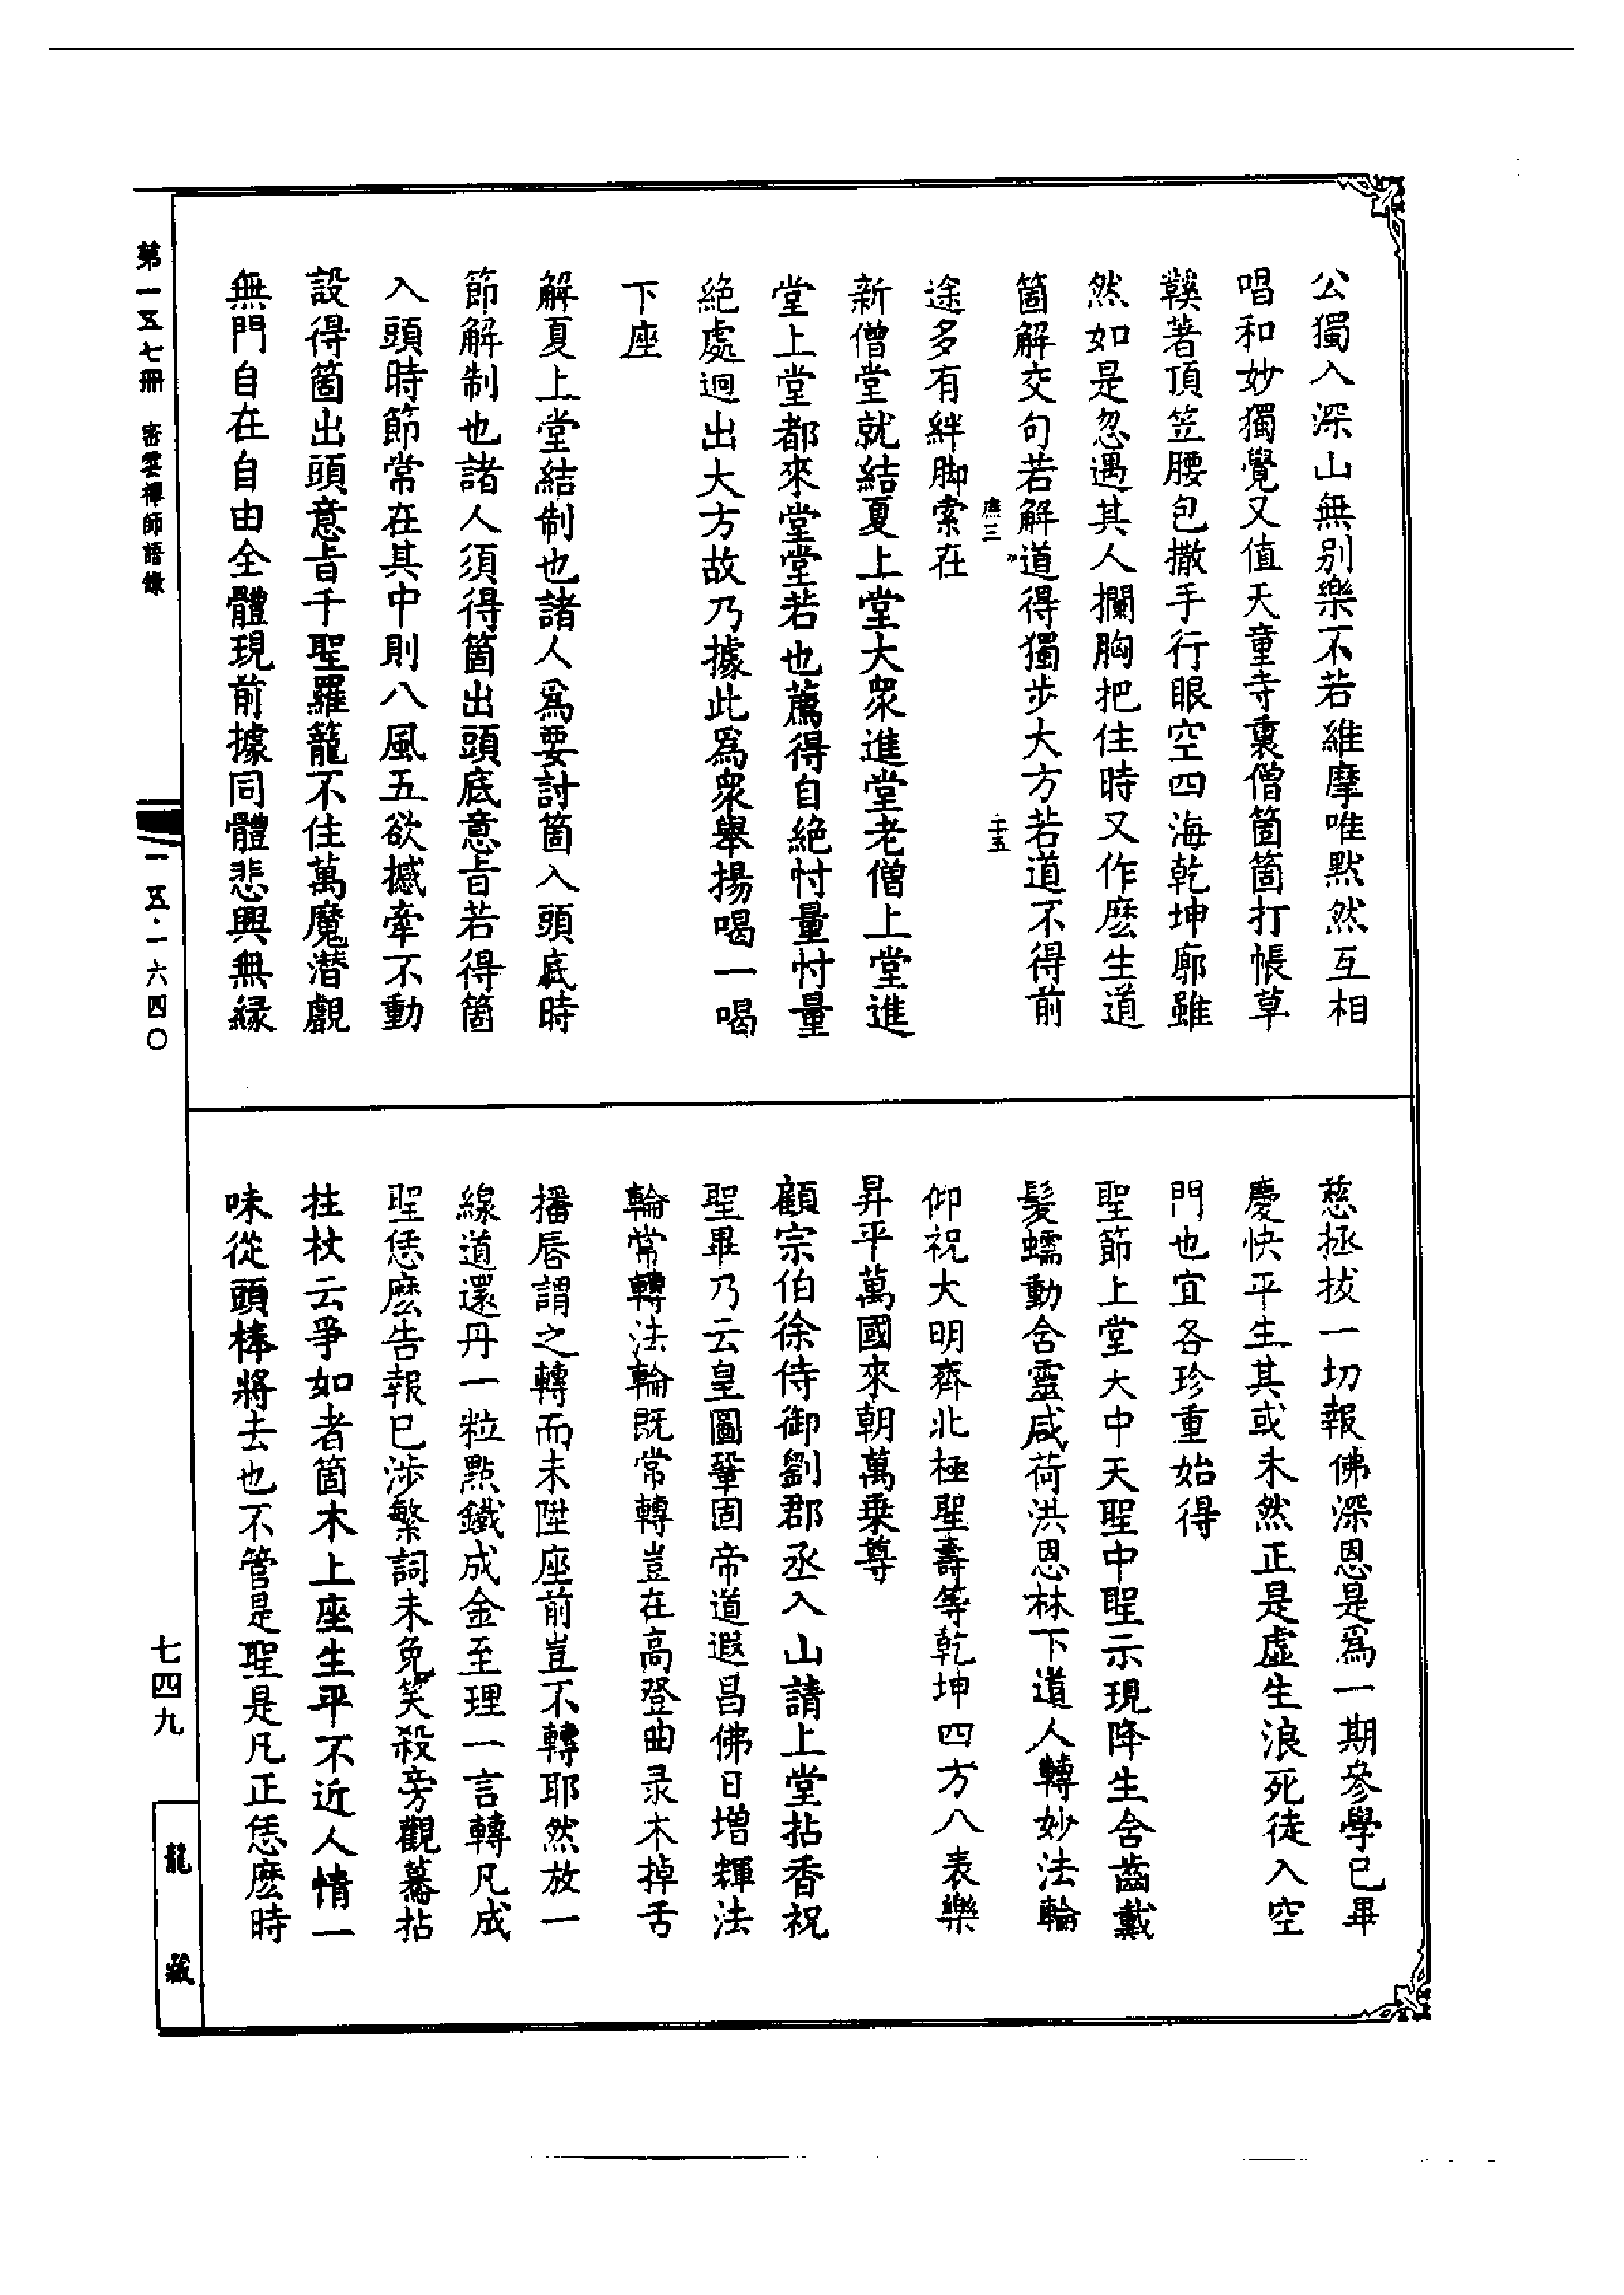 公獨入深山無別樂不若維摩唯默然互相
唱和妙獨覺又值天童寺裏僧箇箇打帳草
鞵著頂笠腰包撒手行眼空四海乾坤廓雖
然如是忽遇其人攔胸把住時又作麽生道
箇解交句若解道得獨步大方若道不得前
途多有絆脚索在
新僧堂就結夏上堂大衆進堂老僧上堂進
堂上堂都來堂堂若也薦得自絶忖量忖量
絕處迥出大方故乃據此爲衆舉揚喝一喝
下座
解夏上堂結制也諸人爲要討箇入頭底時
節解制也諸人須得箇出頭底意旨若得箇
入頭時節常在其中則八風五欲撼牽不動
設得箇出頭意旨千聖羅籠不住萬魔潛覷
無門自在自由全體現前據同體悲興無緣
慈拯拔一切報佛深恩是爲一期參學已畢
慶快平生其或未然正是虛生浪死徒入空
門也宜各珍重始得
聖節上堂大中天聖中聖示現降生含齒戴
髮蠕動含靈咸荷洪恩林下道人轉妙法輪
仰祝大明齊北極聖壽等乾坤四方八表樂
昇平萬國來朝萬乗尊
顧宗伯徐侍御劉郡丞入山請上堂拈香祝
聖畢乃云皇圖鞏固帝道遐昌佛日增輝法
輪常轉法輪既常轉豈在高登曲录木掉舌
播唇謂之轉而未陞座前豈不轉耶然放一
線道還丹一粒點鐵成金至理一言轉凡成
聖恁麽告報已涉繁詞未免笑殺旁觀驀拈
拄杖云爭如者箇木上座生平不近人情一
味從頭棒將去也不管是聖是凡正恁麽時
第一五七冊　密雲禪師語錄
一五·一六四〇
七四九
龍藏